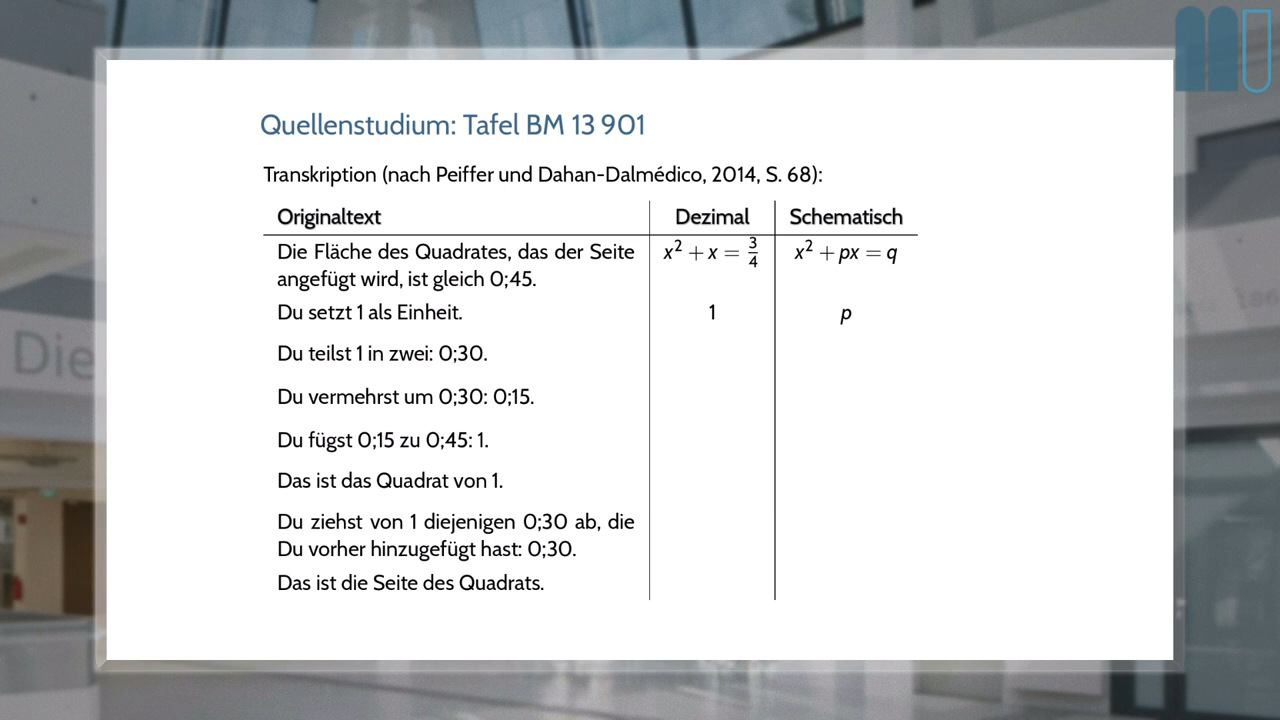 Quellenstudium: Tafel BM 13 901
Transkription (nach Peiffer und Dahan-Dalmédico, 2014, S. 68):
Originaltext Dezimal Schematisch
Die Fläche des Quadrates, das der Seite angefügt wird, ist gleich 0;45. x² + x = 3/4 x² + px = q
Du setzt 1 als Einheit. 1 p
Du teilst 1 in zwei: 0;30.
Du vermehrst um 0;30: 0;15.
Du fügst 0;15 zu 0;45: 1.
Das ist das Quadrat von 1.
Du ziehst von 1 diejenigen 0;30 ab, die
Du vorher hinzugefügt hast: 0;30.
Das ist die Seite des Quadrats.
Die